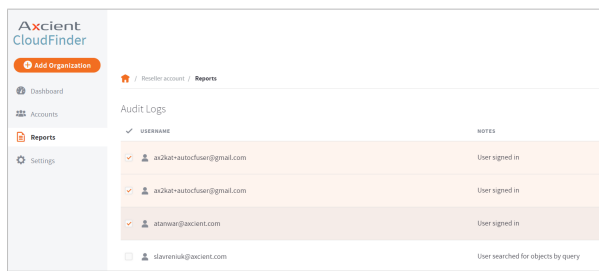 Axcient
CloudFinder
Add Organization
/ Reseller account / Reports
Dashboard
Audit Logs
Accounts
USERNAME NOTES
Reports
ax2kat+autocfuser@gmail.com User signed in
Settings
ax2kat+autocfuser@gmail.com User signed in
atanwar@axcient.com User signed in
slavreniuk@axcient.com User searched for objects by query